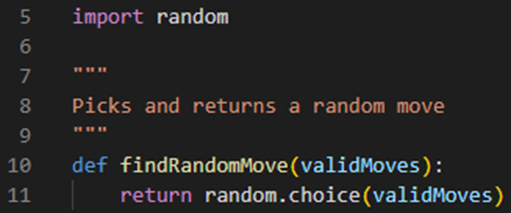 5 import random
6
7 """
8 Picks and returns a random move
9 """
10 def findRandomMove(validMoves):
11     return random.choice(validMoves)